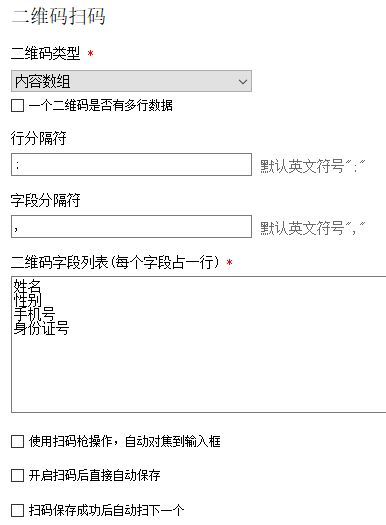 二维码扫码
二维码类型 *
内容数组
一个二维码是否有多行数据
行分隔符
; 默认英文符号";"
字段分隔符
, 默认英文符号","
二维码字段列表(每个字段占一行) *
姓名
性别
手机号
身份证号
使用扫码枪操作，自动对焦到输入框
开启扫码后直接自动保存
扫码保存成功后自动扫下一个